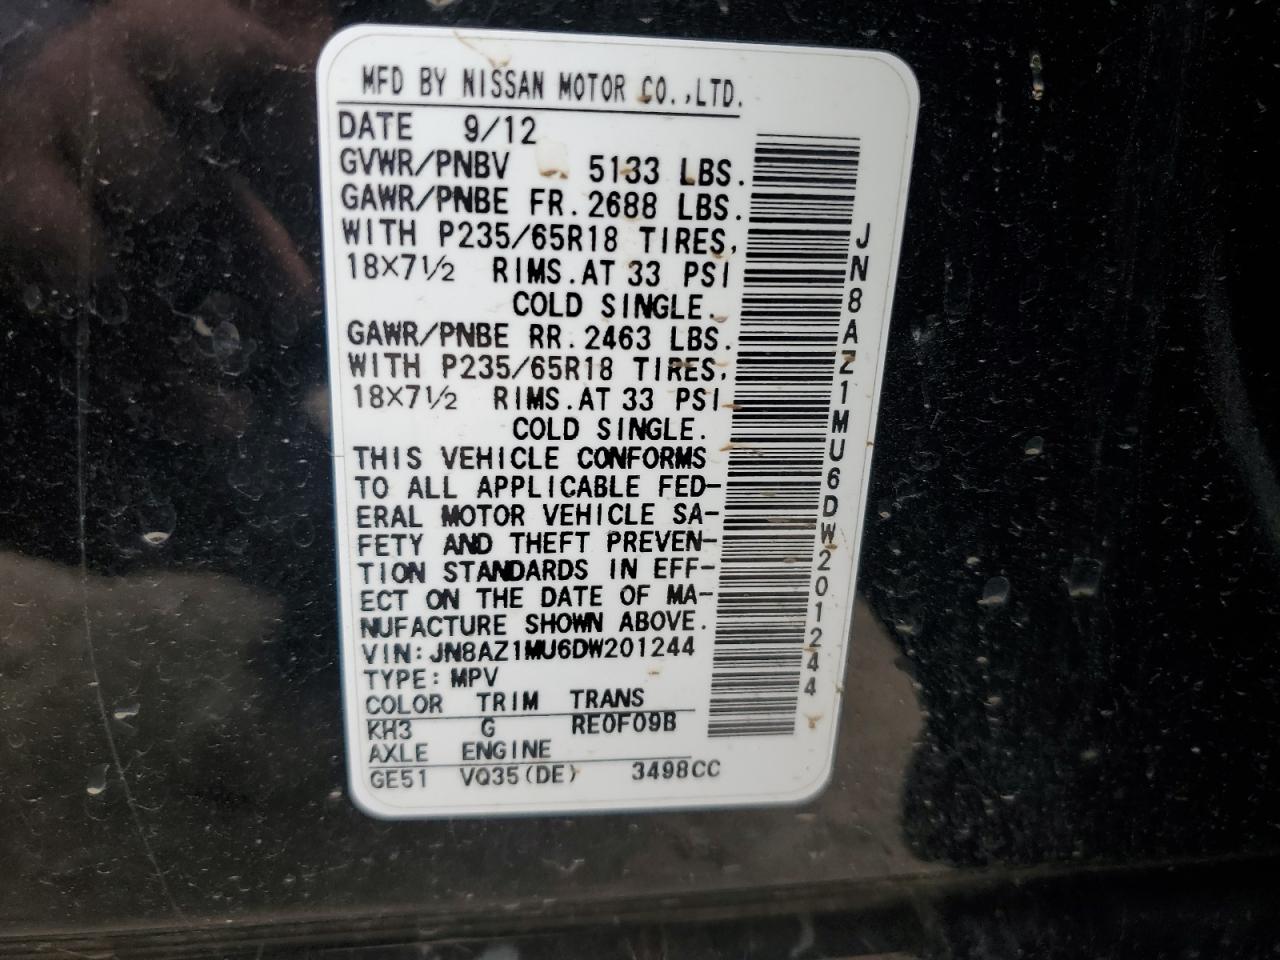 MFD BY NISSAN MOTOR CO.,LTD.
DATE 9/12
GVWR/PNBV 5133 LBS.
GAWR/PNBE FR. 2688 LBS.
WITH P235/65R18 TIRES,
18X7½ RIMS. AT 33 PSI
COLD SINGLE.
GAWR/PNBE RR. 2463 LBS.
WITH P235/65R18 TIRES,
18X7½ RIMS. AT 33 PSI
COLD SINGLE.
THIS VEHICLE CONFORMS
TO ALL APPLICABLE FED-
ERAL MOTOR VEHICLE SA-
FETY AND THEFT PREVEN-
TION STANDARDS IN EFF-
ECT ON THE DATE OF MA-
NUFACTURE SHOWN ABOVE.
VIN: JN8AZ1MU6DW201244
TYPE: MPV
COLOR TRIM TRANS
KH3 G RE0F09B
AXLE ENGINE
GE51 VQ35(DE) 3498CC
JN8AZ1MU6DW201244